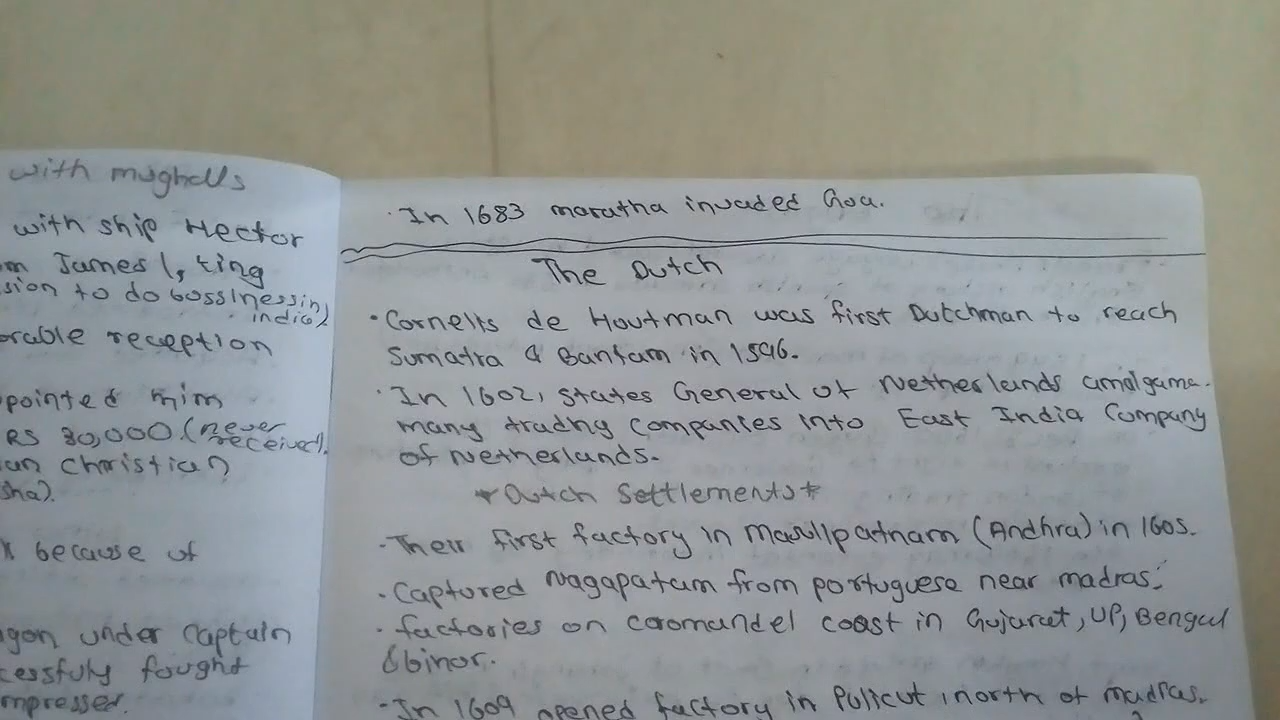 with mughells
with ship Hector
m James I, king
sion to do bossinessin
india)
orable reception
pointed him
RS 30,000 (never
received).
an Christian
sha).
because of
gon under Captain
cessfuly fought
mpressed.
· In 1683 maratha invaded Goa.
The Dutch
· Cornelis de Houtman was first Dutchman to reach
Sumatra & Bantam in 1596.
· In 1602, States General of Netherlands amalgama-
many trading companies into East India Company
of Netherlands.
* Dutch Settlements *
· Their first factory in Masulipatnam (Andhra) in 1605.
· Captured Nagapatam from portuguese near madras.
· factories on coromandel coast in Gujarat, UP, Bengal
&bihar.
· In 1609 opened factory in Pulicut, north of madras.